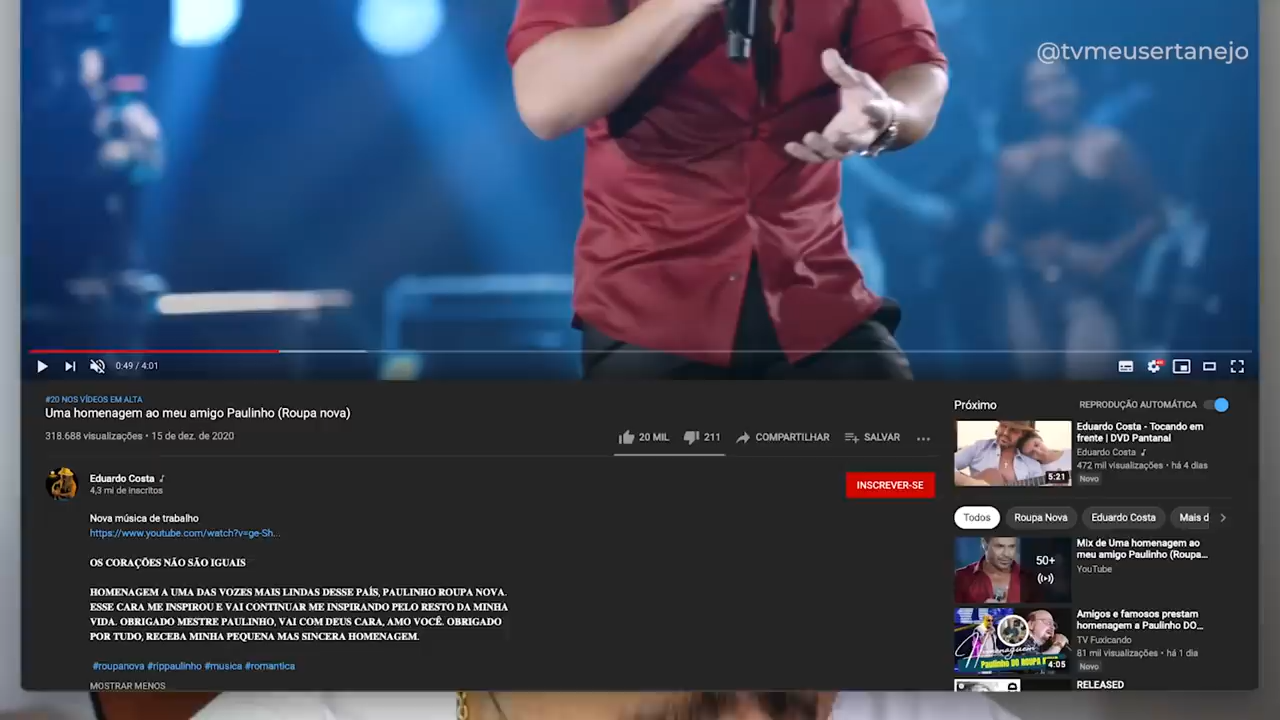 @tvmeusertanejo
0:49 / 4:01
#20 NOS VÍDEOS EM ALTA
Uma homenagem ao meu amigo Paulinho (Roupa nova)
318.688 visualizações • 15 de dez. de 2020
20 MIL
211
COMPARTILHAR
SALVAR
Eduardo Costa
4,3 mi de inscritos
INSCREVER-SE
Nova música de trabalho
https://www.youtube.com/watch?v=ge-Sh...
OS CORAÇÕES NÃO SÃO IGUAIS
HOMENAGEM A UMA DAS VOZES MAIS LINDAS DESSE PAÍS, PAULINHO ROUPA NOVA.
ESSE CARA ME INSPIROU E VAI CONTINUAR ME INSPIRANDO PELO RESTO DA MINHA
VIDA. OBRIGADO MESTRE PAULINHO, VAI COM DEUS CARA, AMO VOCÊ. OBRIGADO
POR TUDO, RECEBA MINHA PEQUENA MAS SINCERA HOMENAGEM.
#roupanova #rippaulinho #musica #romantica
MOSTRAR MENOS
Próximo
REPRODUÇÃO AUTOMÁTICA
5:21
Eduardo Costa - Tocando em
frente | DVD Pantanal
Eduardo Costa
472 mil visualizações • há 4 dias
Novo
Todos
Roupa Nova
Eduardo Costa
Mais d
50+
Mix de Uma homenagem ao
meu amigo Paulinho (Roupa...
YouTube
Homenagem
Paulinho DO ROUPA
4:05
Amigos e famosos prestam
homenagem a Paulinho DO...
TV Fuxicando
81 mil visualizações • há 1 dia
Novo
RELEASED